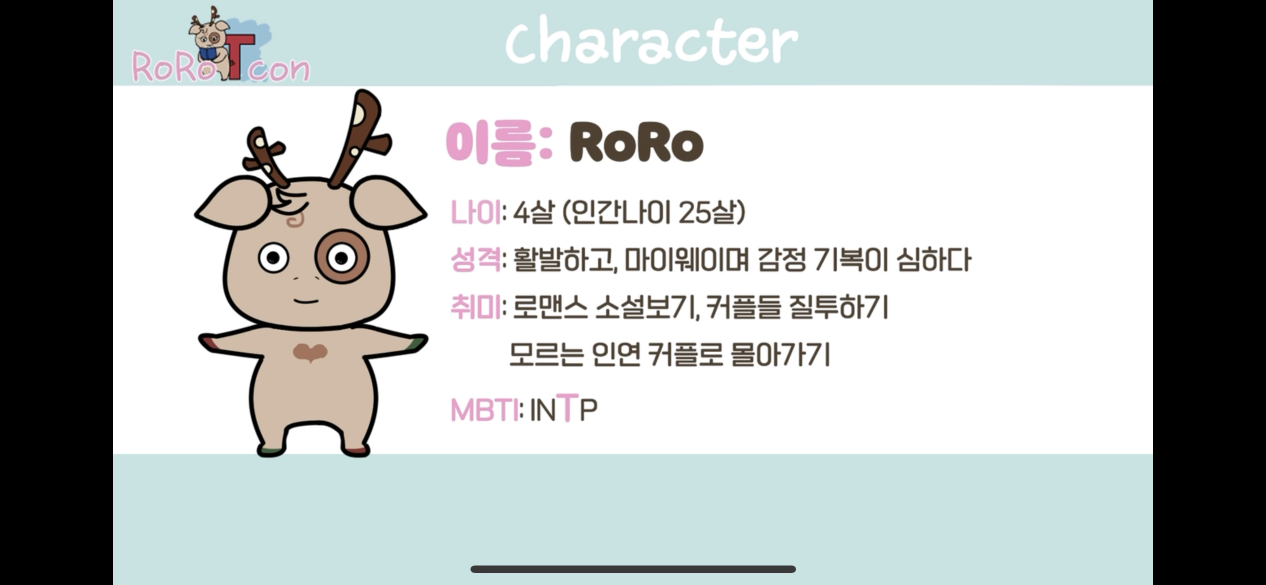 RoRoTcon
Character
이름: RoRo
나이: 4살 (인간나이 25살)
성격: 활발하고, 마이웨이며 감정 기복이 심하다
취미: 로맨스 소설보기, 커플들 질투하기
모르는 인연 커플로 몰아가기
MBTI: INTP